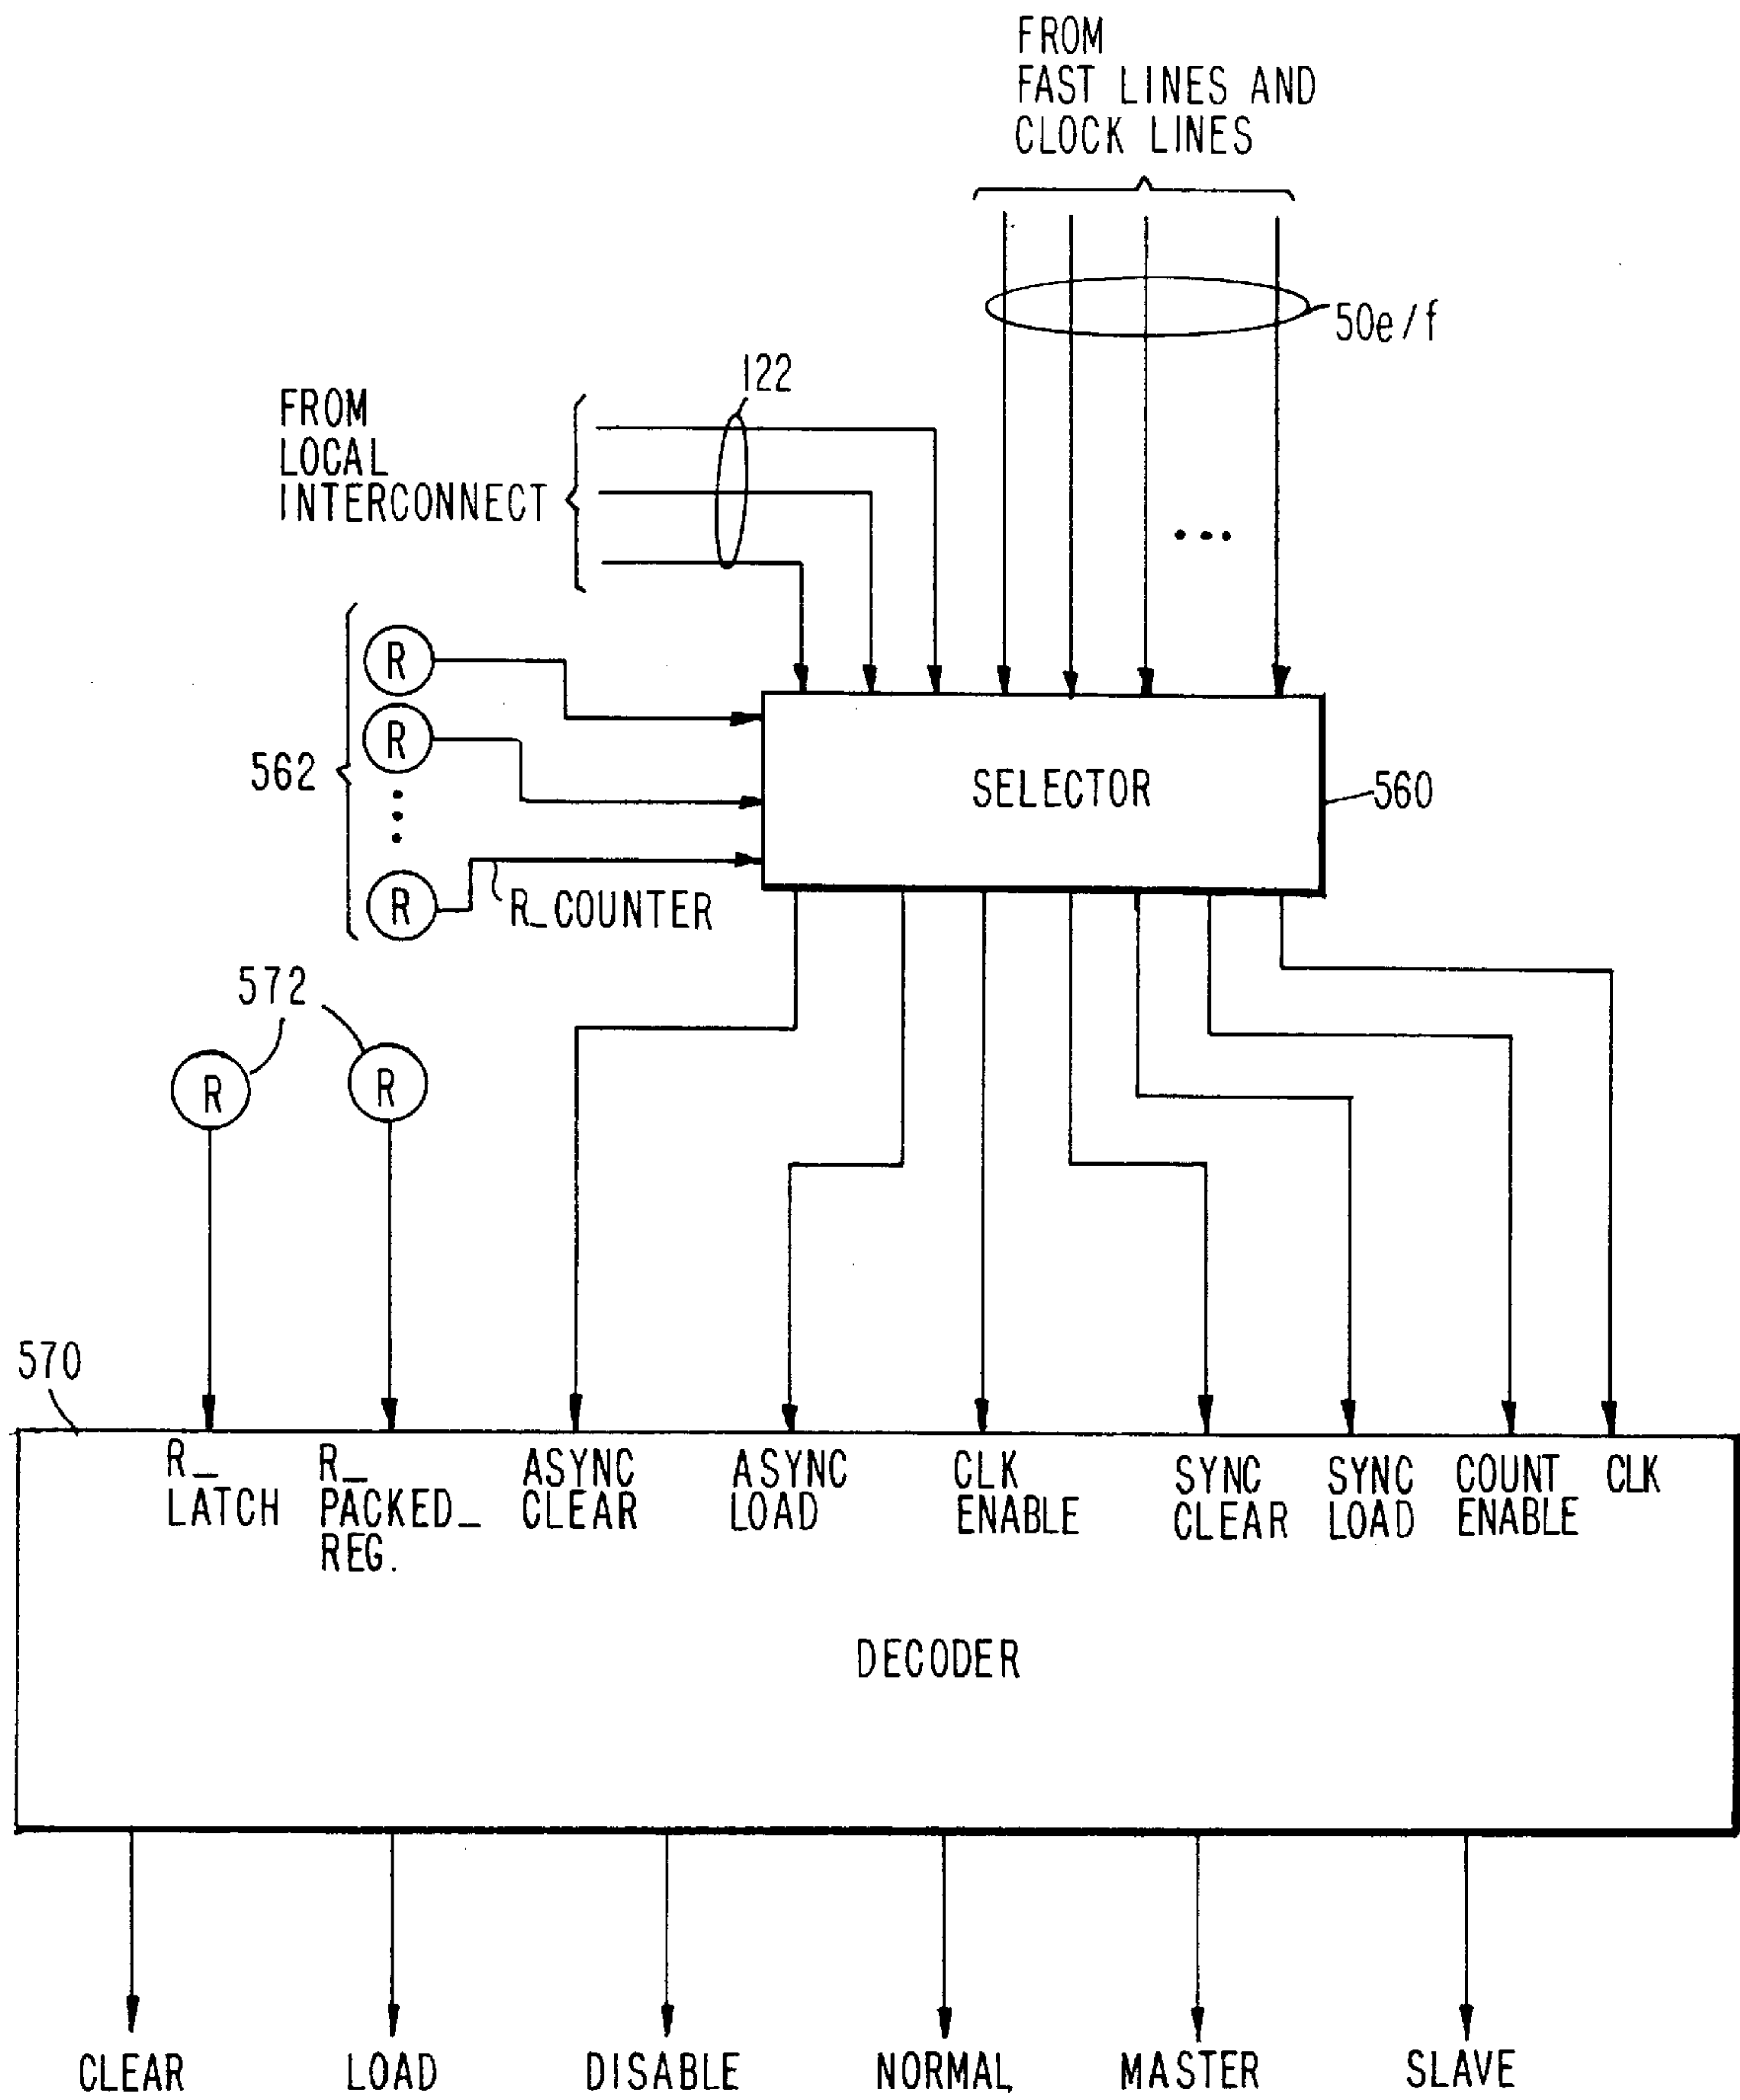 FROM
FAST LINES AND
CLOCK LINES
50e/f
122
FROM
LOCAL
INTERCONNECT
R
R
562
R
R_COUNTER
SELECTOR
560
572
R
R
570
R_
LATCH
R_
PACKED_
REG.
ASYNC
CLEAR
ASYNC
LOAD
CLK
ENABLE
SYNC
CLEAR
SYNC
LOAD
COUNT
ENABLE
CLK
DECODER
CLEAR
LOAD
DISABLE
NORMAL
MASTER
SLAVE